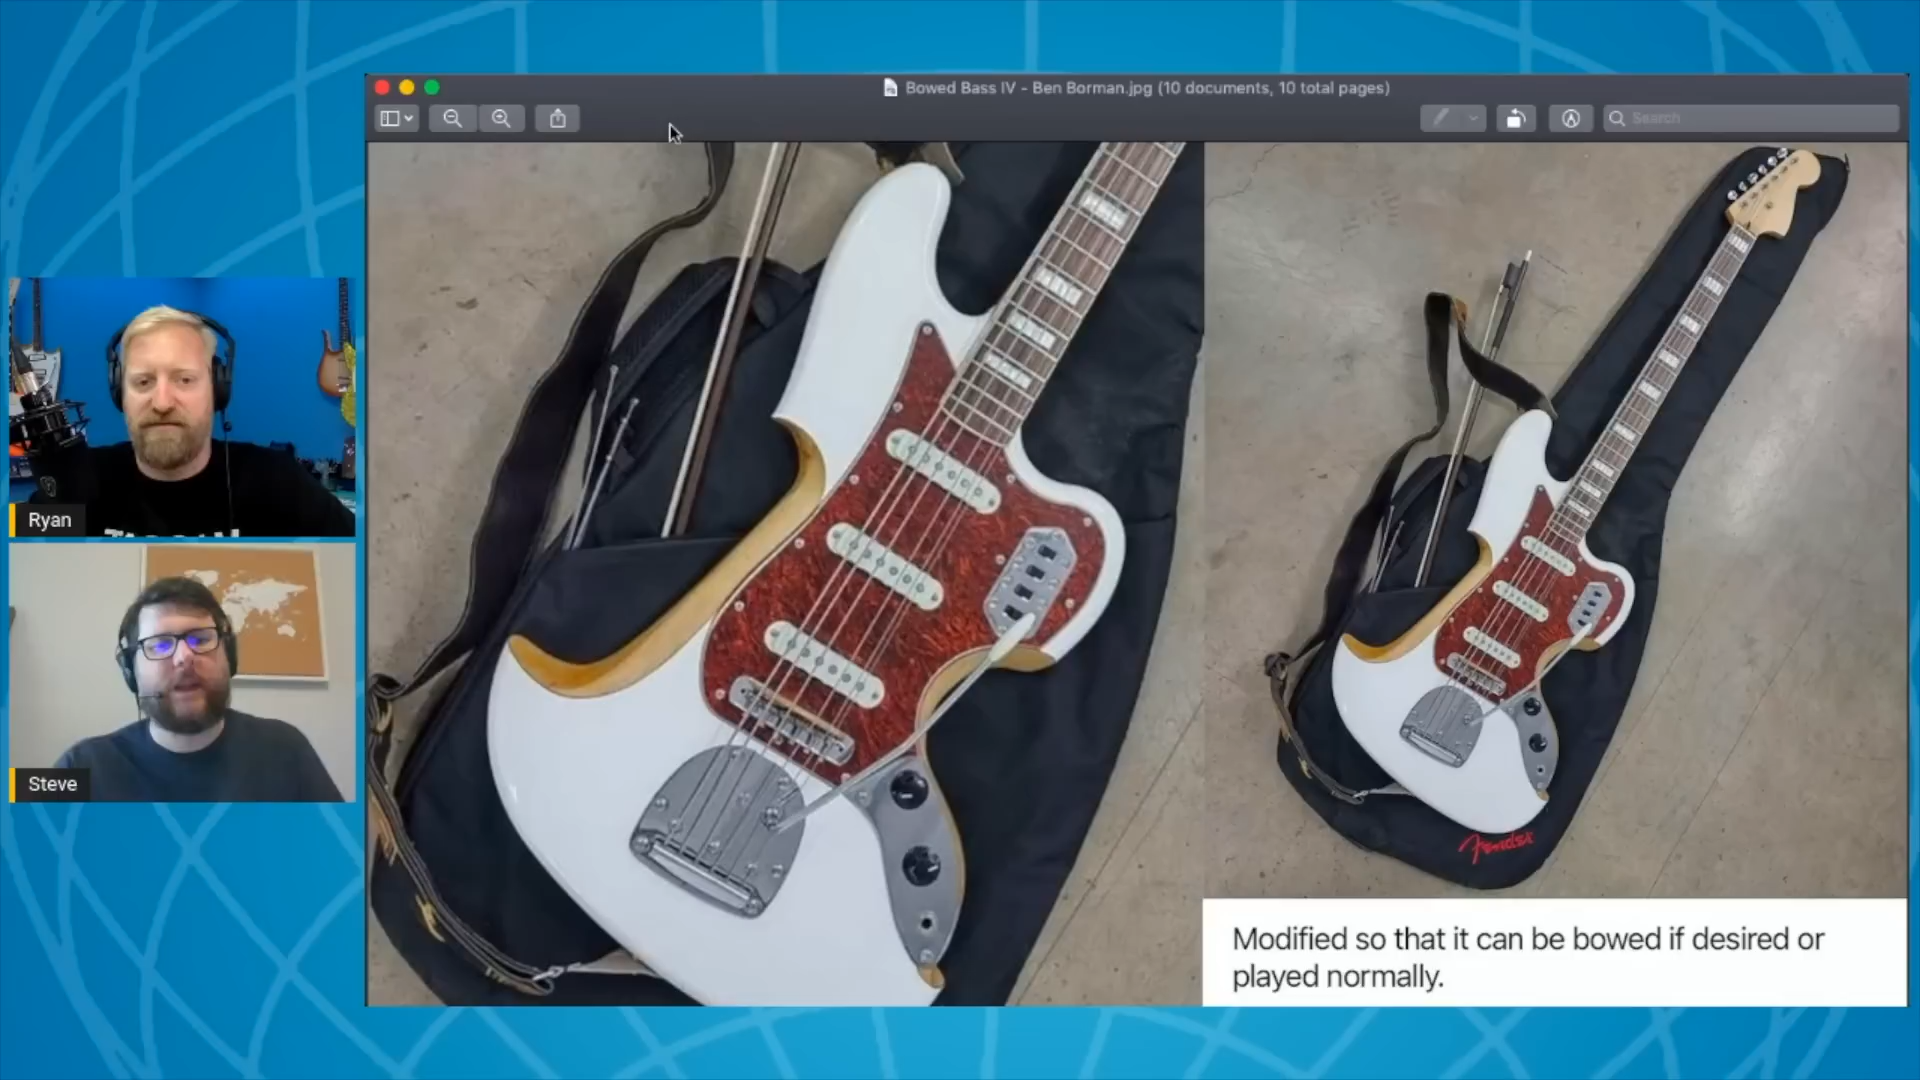 Bowed Bass IV - Ben Borman.jpg (10 documents, 10 total pages)
Search
Ryan
Steve
Fender
Modified so that it can be bowed if desired or
played normally.